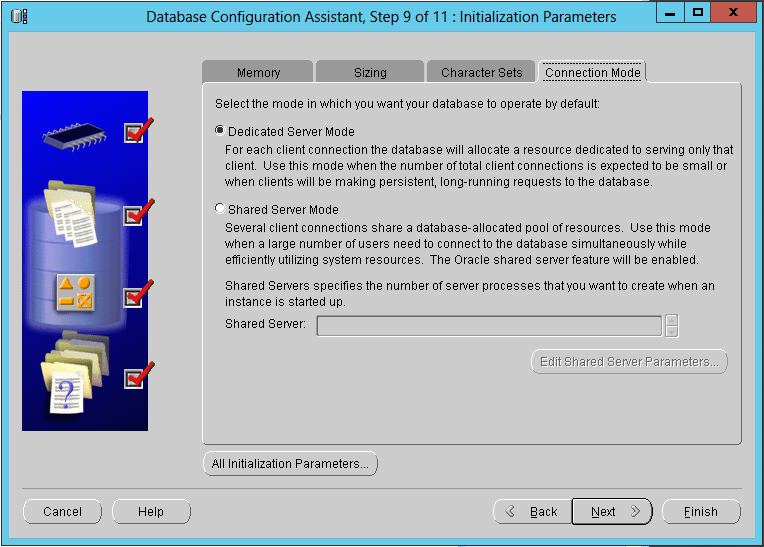 Database Configuration Assistant, Step 9 of 11 : Initialization Parameters
Memory
Sizing
Character Sets
Connection Mode
Select the mode in which you want your database to operate by default:
Dedicated Server Mode
For each client connection the database will allocate a resource dedicated to serving only that
client. Use this mode when the number of total client connections is expected to be small or
when clients will be making persistent, long-running requests to the database.
Shared Server Mode
Several client connections share a database-allocated pool of resources. Use this mode
when a large number of users need to connect to the database simultaneously while
efficiently utilizing system resources. The Oracle shared server feature will be enabled.
Shared Servers specifies the number of server processes that you want to create when an
instance is started up.
Shared Server:
Edit Shared Server Parameters...
?
All Initialization Parameters...
Cancel
Help
Back
Next
Finish